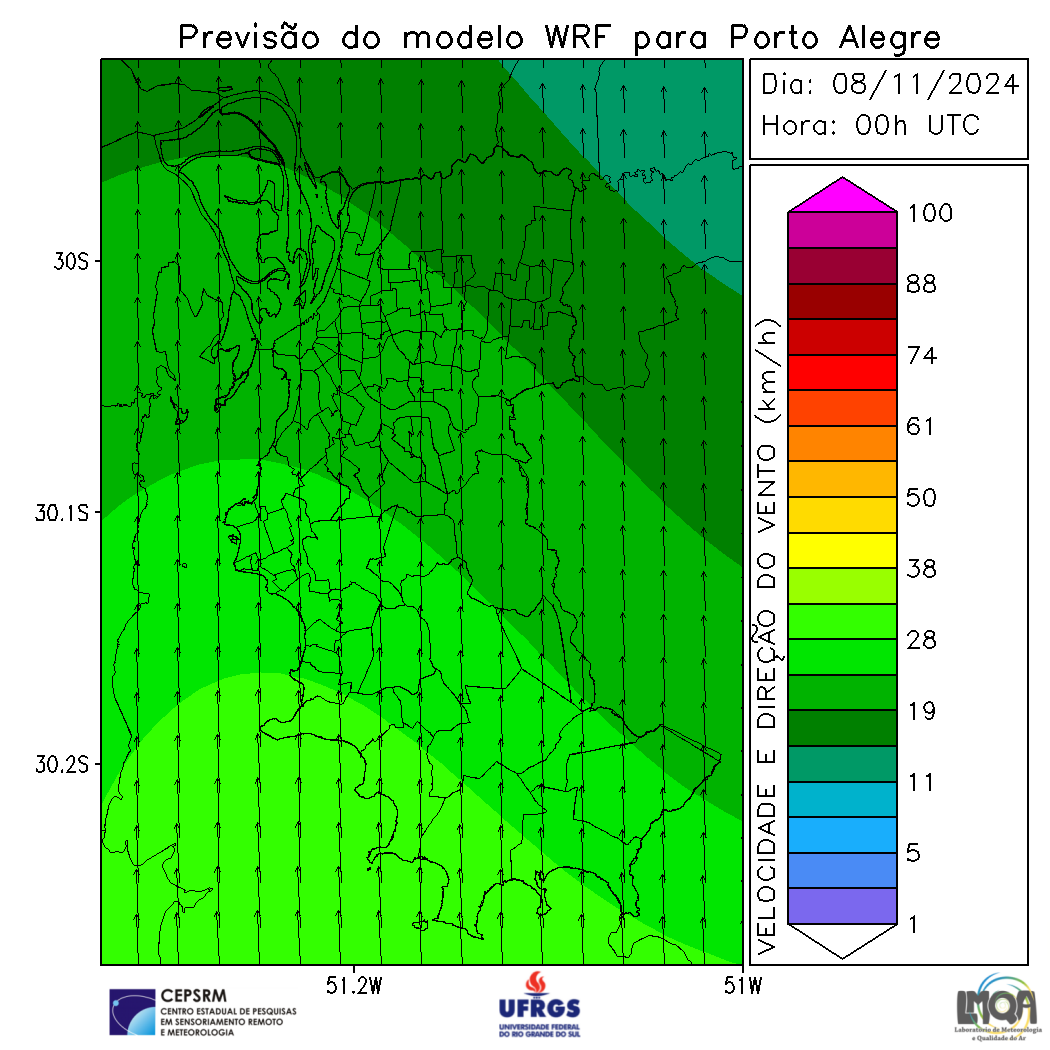 Previsão do modelo WRF para Porto Alegre
Dia: 08/11/2024
Hora: 00h UTC
30S
30.1S
30.2S
51.2W
51W
VELOCIDADE E DIREÇÃO DO VENTO (km/h)
100
88
74
61
50
38
28
19
11
5
1
CEPSRM
CENTRO ESTADUAL DE PESQUISAS
EM SENSORIAMENTO REMOTO
E METEOROLOGIA
UFRGS
UNIVERSIDADE FEDERAL
DO RIO GRANDE DO SUL
LMQA
Laboratório de Meteorologia
e Qualidade do Ar